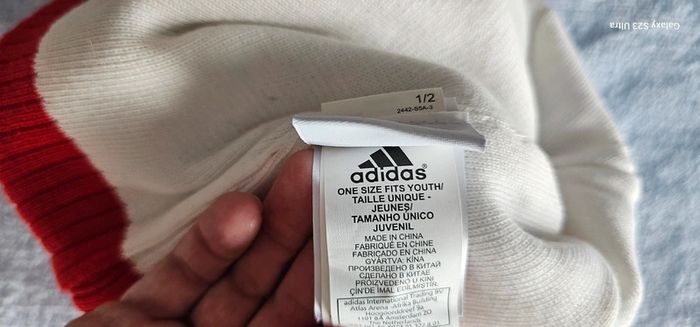 Galaxy S23 Ultra
1/2
2442-SSA-3
adidas®
ONE SIZE FITS YOUTH/
TAILLE UNIQUE -
JEUNES/
TAMANHO ÚNICO
JUVENIL
MADE IN CHINA
FABRIQUÉ EN CHINE
FABRICADO EN CHINA
GYÁRTVA: KÍNA
ПРОИЗВЕДЕНО В КИТАЙ
СДЕЛАНО В КИТАЕ
PROIZVEDENO U KINI
ÇİN'DE İMAL EDİLMİŞTİR.
adidas International Trading BV
Atlas Arena -Afrika Building
Hoogoorddreef 9a
1101 BA Amsterdam ZO
The Netherlands